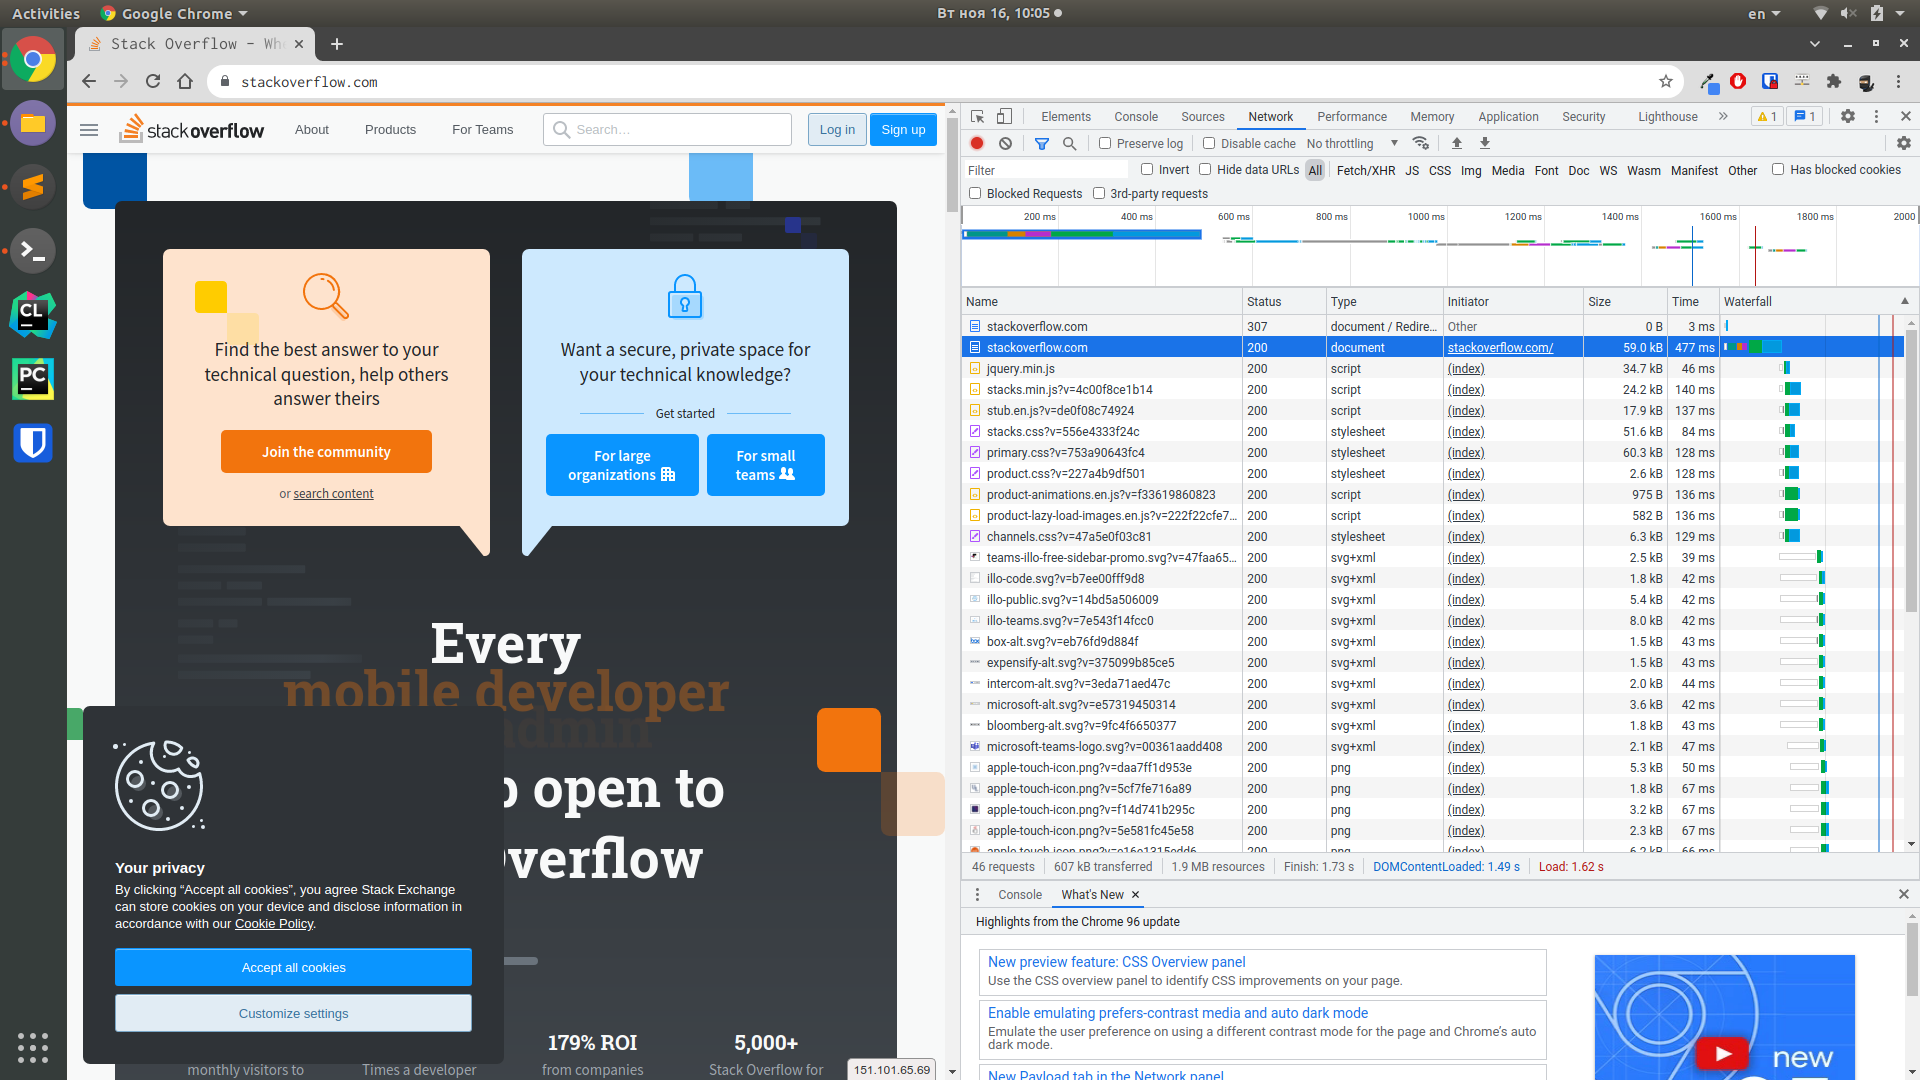 Activities
Google Chrome
Вт ноя 16, 10:05
en
Stack Overflow - Whe
stackoverflow.com
stackoverflow
About
Products
For Teams
Search…
Log in
Sign up
Find the best answer to your
technical question, help others
answer theirs
Join the community
or search content
Want a secure, private space for
your technical knowledge?
Get started
For large
organizations
For small
teams
Every
mobile developer
admin
open to
verflow
CL
PC
Your privacy
By clicking “Accept all cookies”, you agree Stack Exchange
can store cookies on your device and disclose information in
accordance with our Cookie Policy.
Accept all cookies
Customize settings
179% ROI
5,000+
monthly visitors to
Times a developer
from companies
Stack Overflow for
151.101.65.69
Elements
Console
Sources
Network
Performance
Memory
Application
Security
Lighthouse
1
1
Preserve log
Disable cache
No throttling
Filter
Invert
Hide data URLs
All
Fetch/XHR
JS
CSS
Img
Media
Font
Doc
WS
Wasm
Manifest
Other
Has blocked cookies
Blocked Requests
3rd-party requests
200 ms
400 ms
600 ms
800 ms
1000 ms
1200 ms
1400 ms
1600 ms
1800 ms
2000
Name Status Type Initiator Size Time Waterfall
stackoverflow.com 307 document / Redire… Other 0 B 3 ms
stackoverflow.com 200 document stackoverflow.com/ 59.0 kB 477 ms
jquery.min.js 200 script (index) 34.7 kB 46 ms
stacks.min.js?v=4c00f8ce1b14 200 script (index) 24.2 kB 140 ms
stub.en.js?v=de0f08c74924 200 script (index) 17.9 kB 137 ms
stacks.css?v=556e4333f24c 200 stylesheet (index) 51.6 kB 84 ms
primary.css?v=753a90643fc4 200 stylesheet (index) 60.3 kB 128 ms
product.css?v=227a4b9df501 200 stylesheet (index) 2.6 kB 128 ms
product-animations.en.js?v=f33619860823 200 script (index) 975 B 136 ms
product-lazy-load-images.en.js?v=222f22cfe7… 200 script (index) 582 B 136 ms
channels.css?v=47a5e0f03c81 200 stylesheet (index) 6.3 kB 129 ms
teams-illo-free-sidebar-promo.svg?v=47faa65… 200 svg+xml (index) 2.5 kB 39 ms
illo-code.svg?v=b7ee00fff9d8 200 svg+xml (index) 1.8 kB 42 ms
illo-public.svg?v=14bd5a506009 200 svg+xml (index) 5.4 kB 42 ms
illo-teams.svg?v=7e543f14fcc0 200 svg+xml (index) 8.0 kB 42 ms
box-alt.svg?v=eb76fd9d884f 200 svg+xml (index) 1.5 kB 43 ms
expensify-alt.svg?v=375099b85ce5 200 svg+xml (index) 1.5 kB 43 ms
intercom-alt.svg?v=3eda71aed47c 200 svg+xml (index) 2.0 kB 44 ms
microsoft-alt.svg?v=e57319450314 200 svg+xml (index) 3.6 kB 42 ms
bloomberg-alt.svg?v=9fc4f6650377 200 svg+xml (index) 1.8 kB 43 ms
microsoft-teams-logo.svg?v=00361aadd408 200 svg+xml (index) 2.1 kB 47 ms
apple-touch-icon.png?v=daa7ff1d953e 200 png (index) 5.3 kB 50 ms
apple-touch-icon.png?v=5cf7fe716a89 200 png (index) 1.8 kB 67 ms
apple-touch-icon.png?v=f14d741b295c 200 png (index) 3.2 kB 67 ms
apple-touch-icon.png?v=5e581fc45e58 200 png (index) 2.3 kB 67 ms
apple-touch-icon.png?v=e16e1315edd6 200 png (index) 6.2 kB 66 ms
46 requests
607 kB transferred
1.9 MB resources
Finish: 1.73 s
DOMContentLoaded: 1.49 s
Load: 1.62 s
Console
What's New
Highlights from the Chrome 96 update
New preview feature: CSS Overview panel
Use the CSS overview panel to identify CSS improvements on your page.
Enable emulating prefers-contrast media and auto dark mode
Emulate the user preference on using a different contrast mode for the page and Chrome’s auto
dark mode.
New Payload tab in the Network panel
new